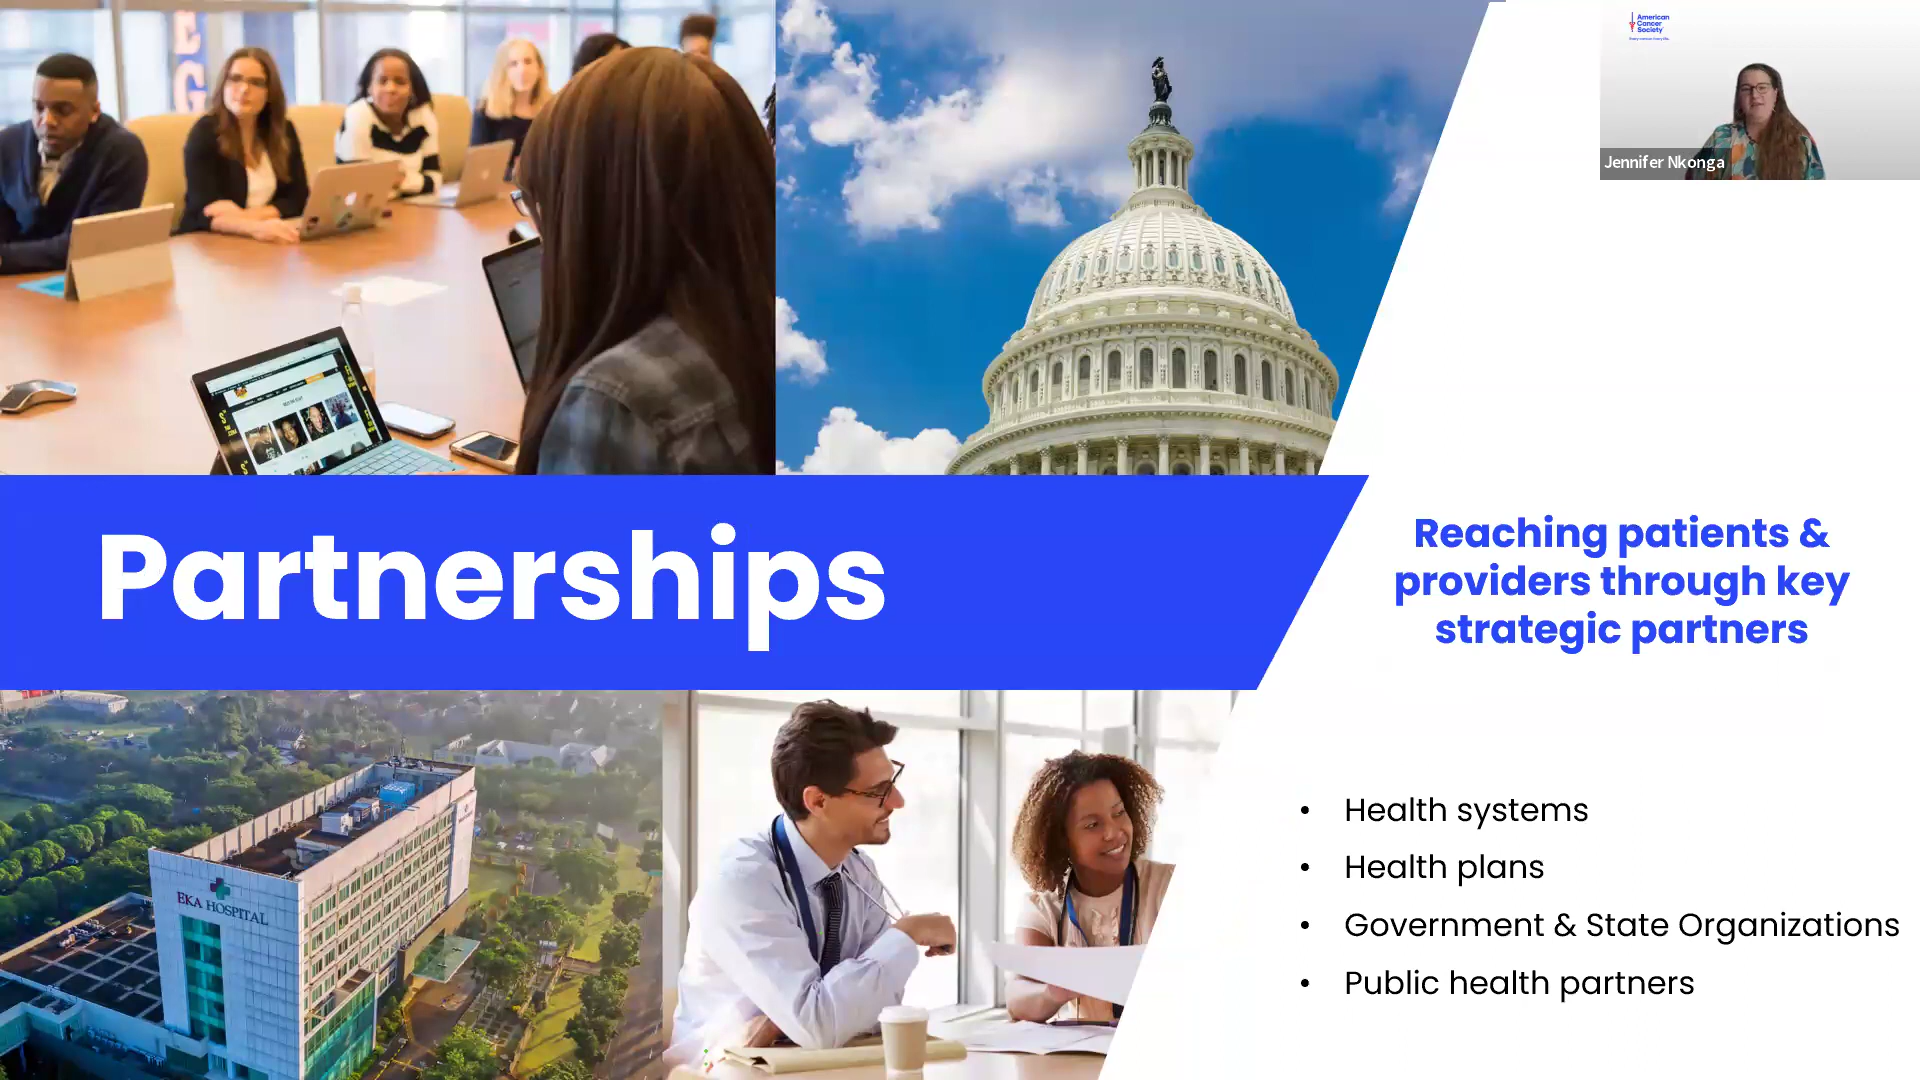 American
Cancer
Society
Jennifer Nkonga
Partnerships
Reaching patients &
providers through key
strategic partners
EKA HOSPITAL
• Health systems
• Health plans
• Government & State Organizations
• Public health partners